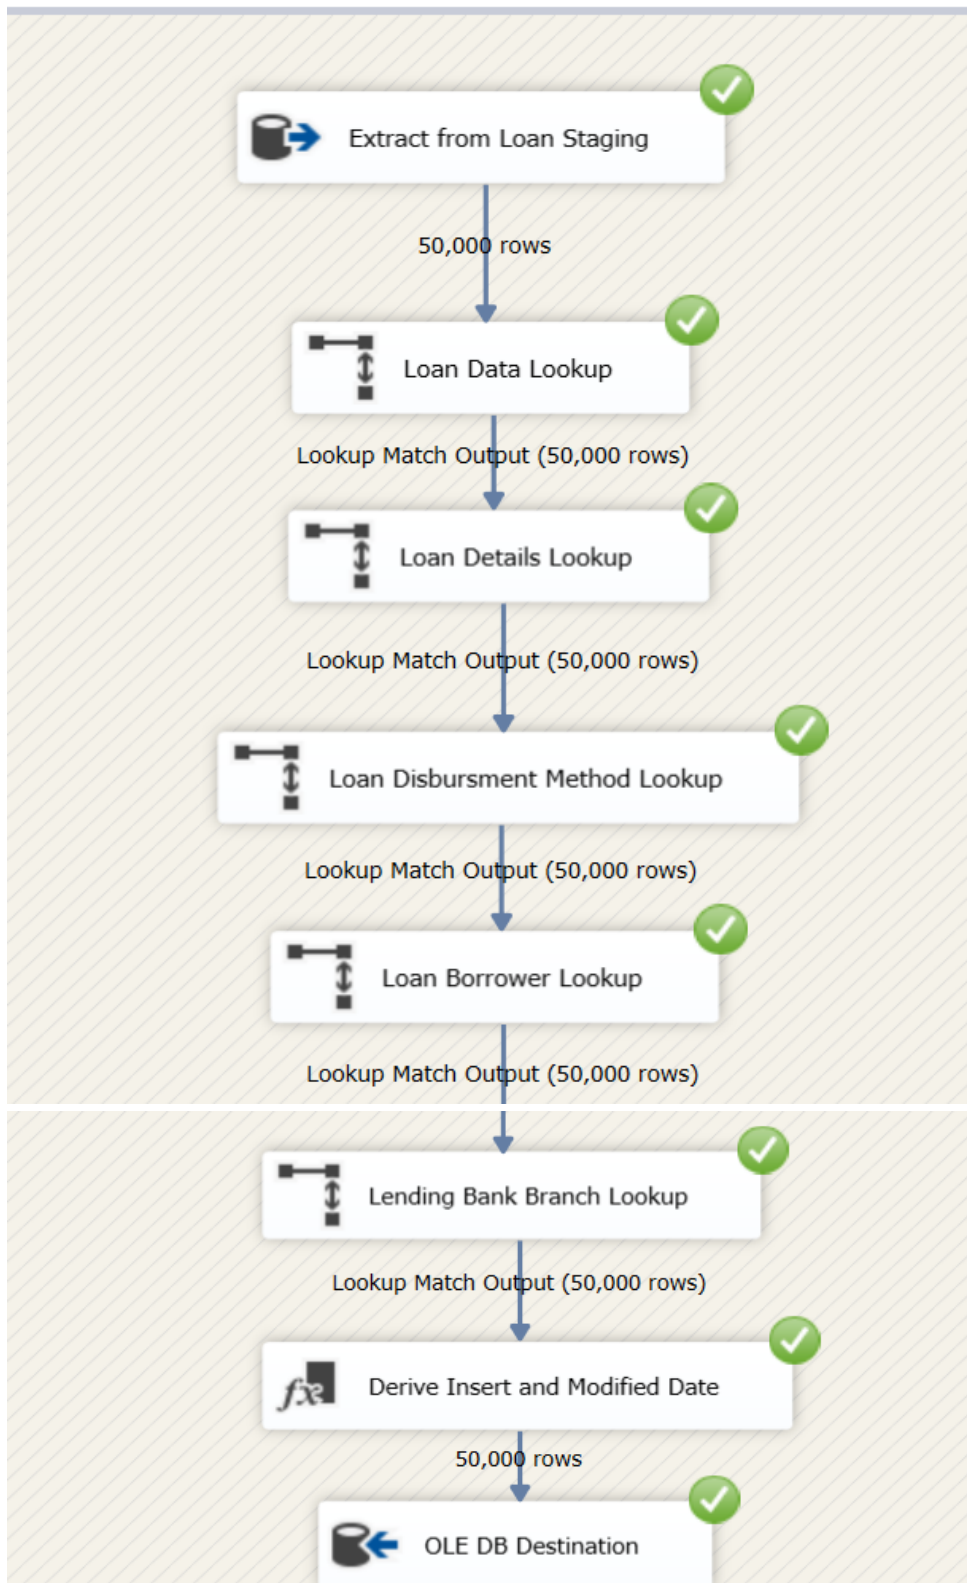 Extract from Loan Staging
50,000 rows
Loan Data Lookup
Lookup Match Output (50,000 rows)
Loan Details Lookup
Lookup Match Output (50,000 rows)
Loan Disbursment Method Lookup
Lookup Match Output (50,000 rows)
Loan Borrower Lookup
Lookup Match Output (50,000 rows)
Lending Bank Branch Lookup
Lookup Match Output (50,000 rows)
fx
Derive Insert and Modified Date
50,000 rows
OLE DB Destination